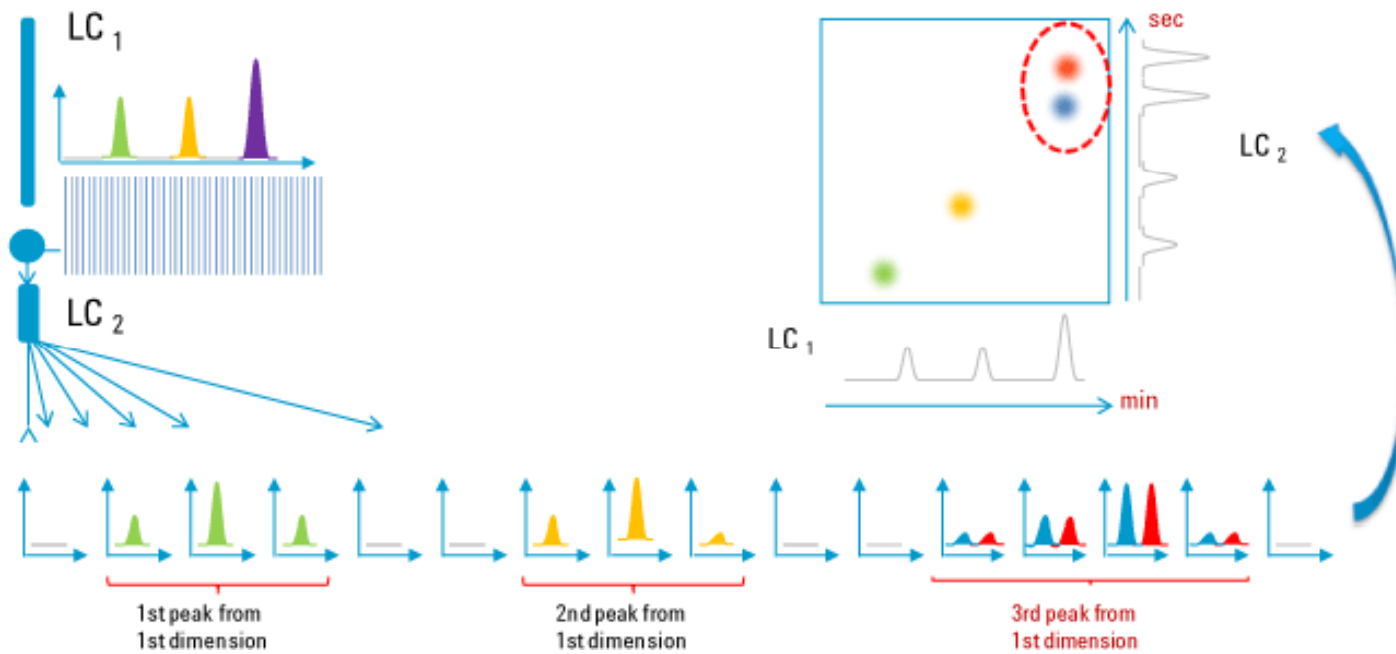 LC 1
LC 2
sec
LC 2
LC 1
min
1st peak from
1st dimension
2nd peak from
1st dimension
3rd peak from
1st dimension